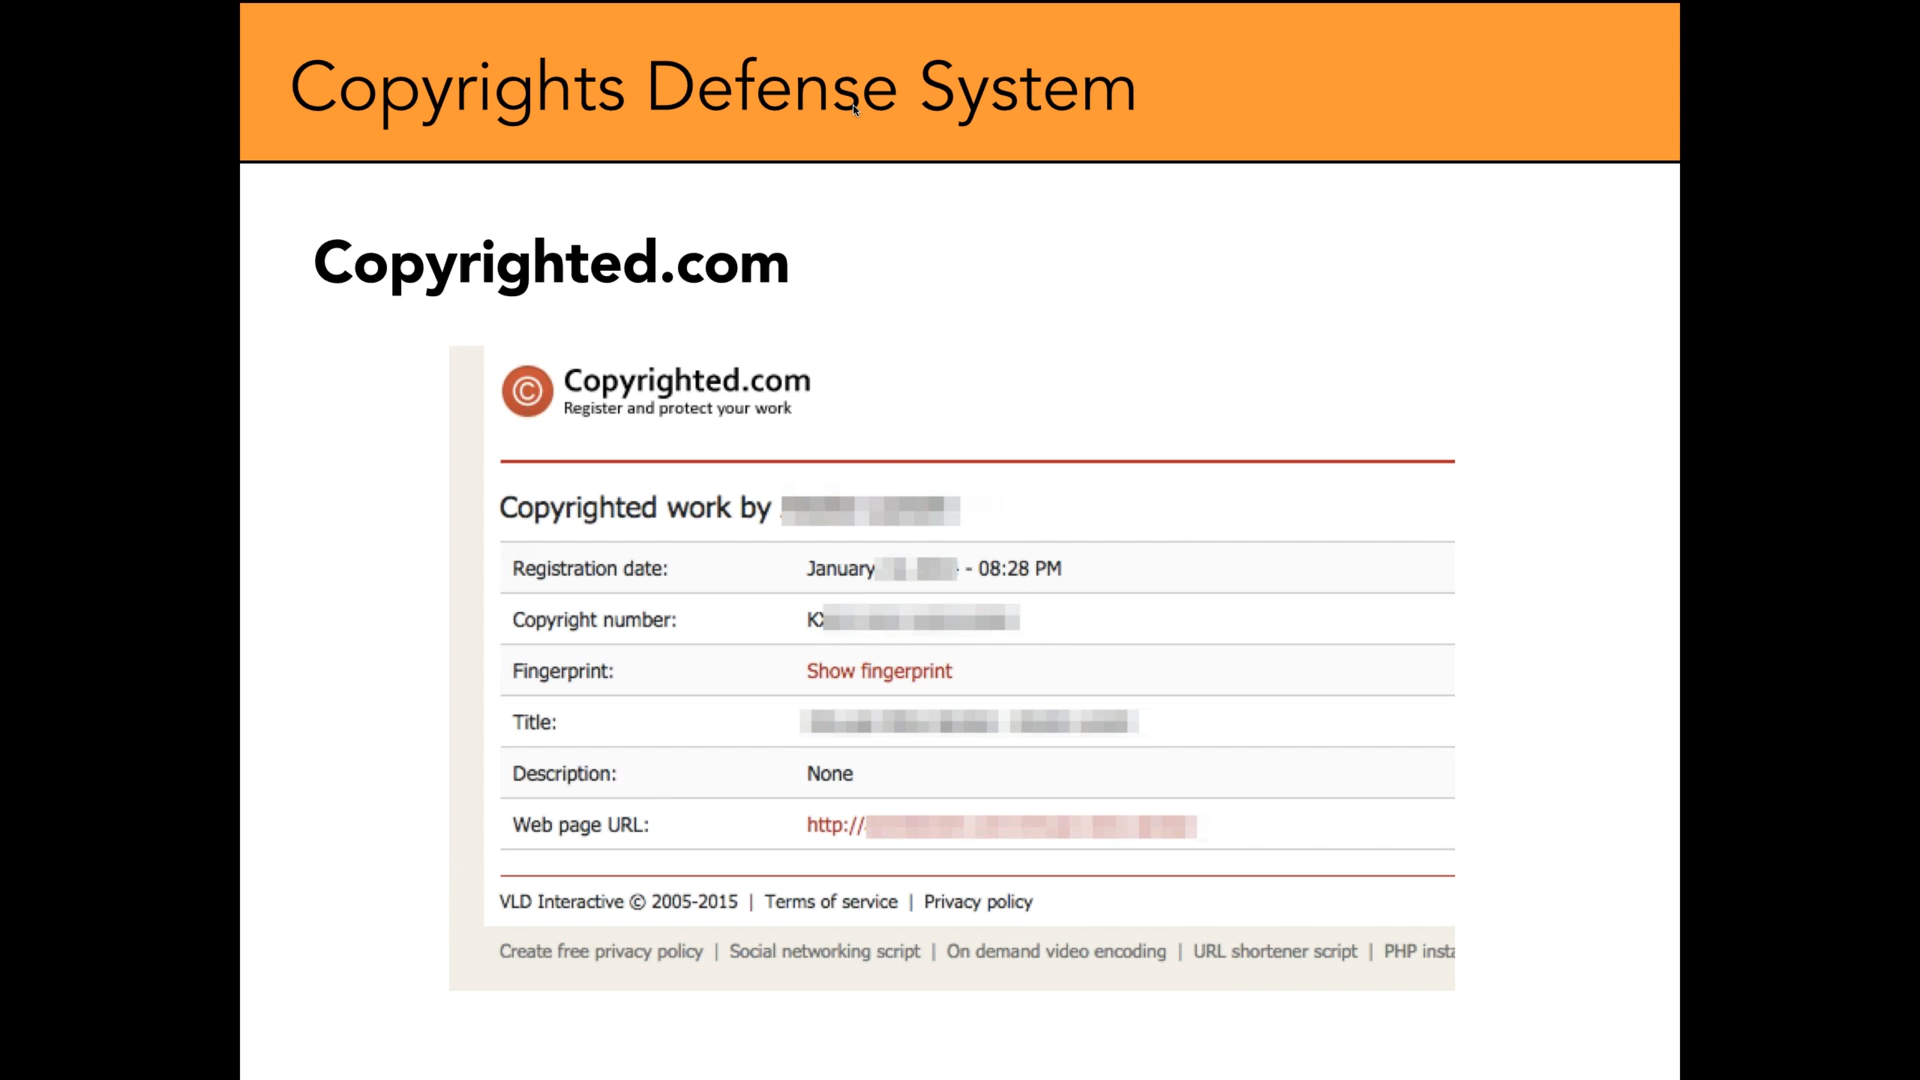 Copyrights Defense System
Copyrighted.com
Copyrighted.com
Register and protect your work
Copyrighted work by
Registration date: January - 08:28 PM
Copyright number:
Fingerprint: Show fingerprint
Title:
Description: None
Web page URL: http://
VLD Interactive © 2005-2015 | Terms of service | Privacy policy
Create free privacy policy | Social networking script | On demand video encoding | URL shortener script | PHP